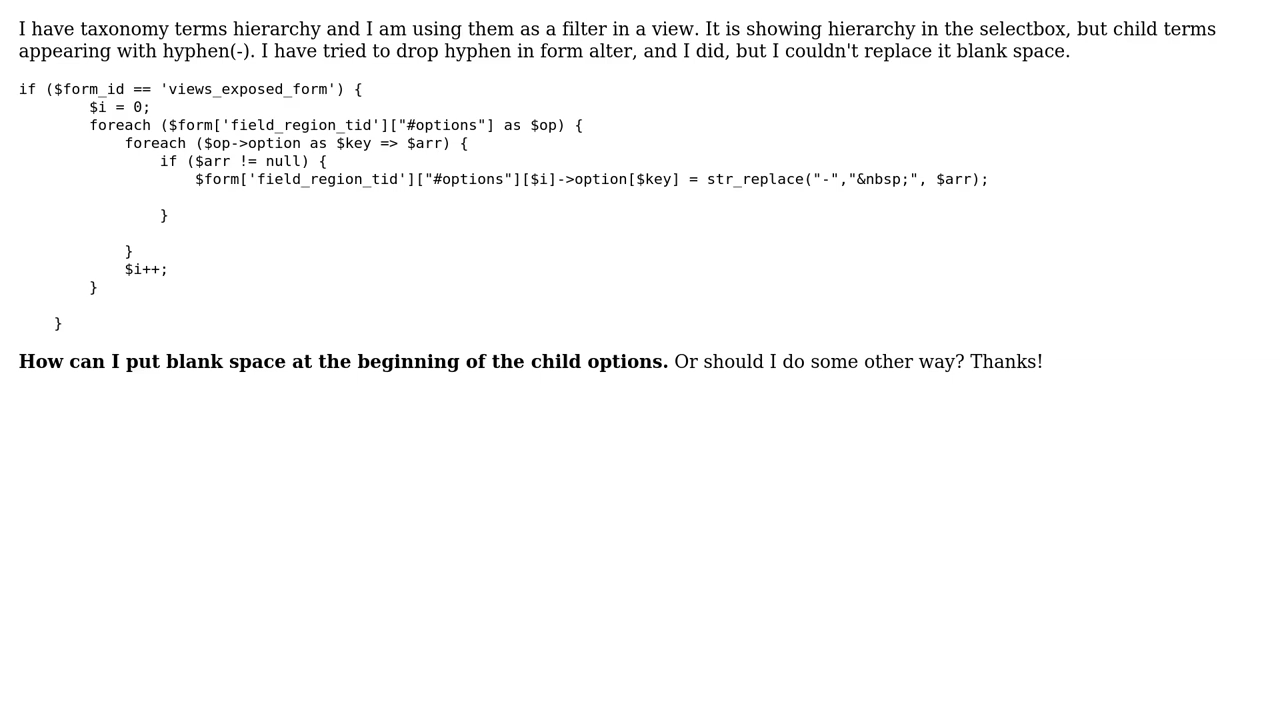 I have taxonomy terms hierarchy and I am using them as a filter in a view. It is showing hierarchy in the selectbox, but child terms
appearing with hyphen(-). I have tried to drop hyphen in form alter, and I did, but I couldn't replace it blank space.
if ($form_id == 'views_exposed_form') {
        $i = 0;
        foreach ($form['field_region_tid']["#options"] as $op) {
            foreach ($op->option as $key => $arr) {
                if ($arr != null) {
                    $form['field_region_tid']["#options"][$i]->option[$key] = str_replace("-","&nbsp;", $arr);
                }
            }
            $i++;
        }
    }
How can I put blank space at the beginning of the child options. Or should I do some other way? Thanks!